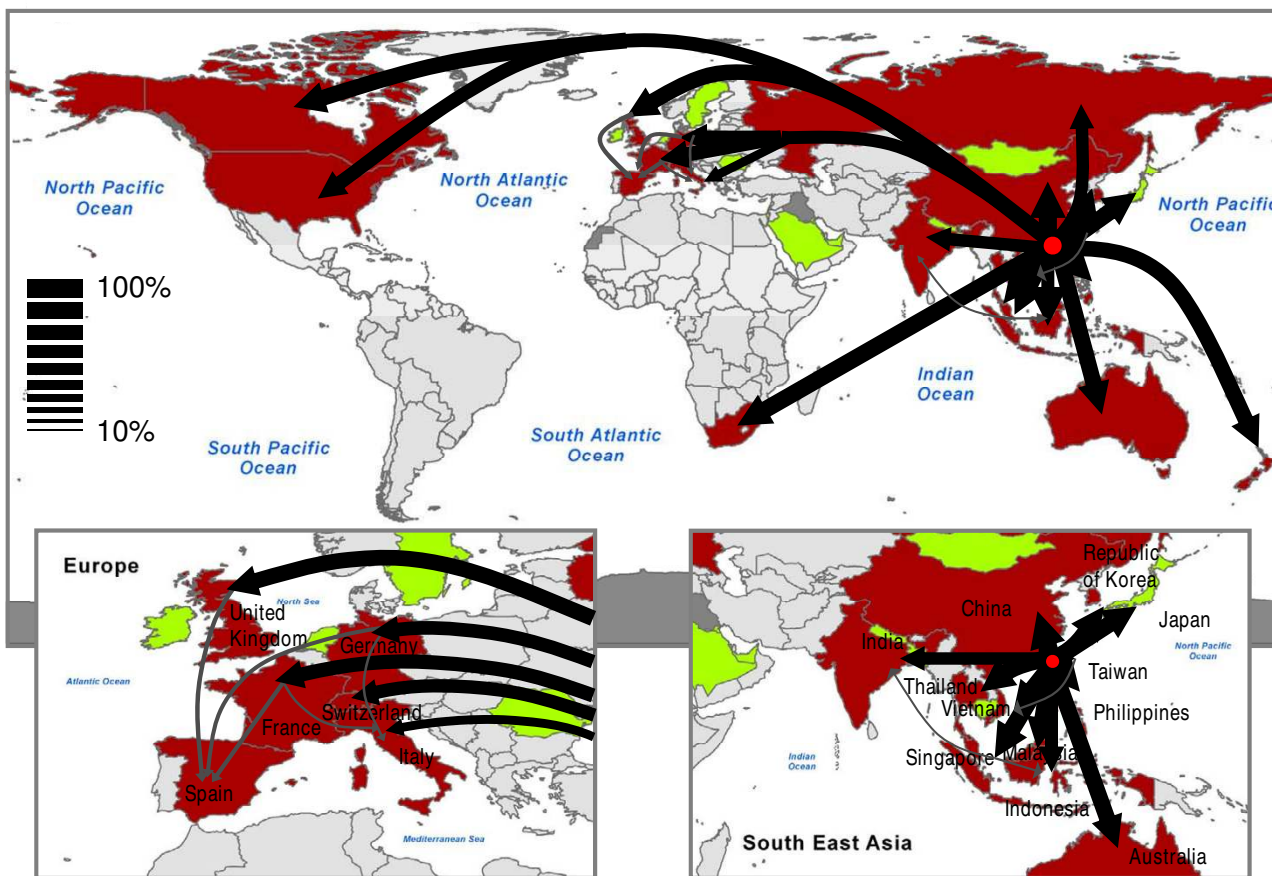 North Pacific
Ocean
North Atlantic
Ocean
North Pacific
Ocean
100%
10%
Indian
Ocean
South Pacific
Ocean
South Atlantic
Ocean
Europe
North Sea
United
Kingdom
Germany
Atlantic Ocean
France
Switzerland
Italy
Spain
Mediterranean Sea
Republic
of Korea
China
Japan
North Pacific
Ocean
India
Taiwan
Thailand
Vietnam
Philippines
Singapore
Malaysia
Indian
Ocean
Indonesia
South East Asia
Australia